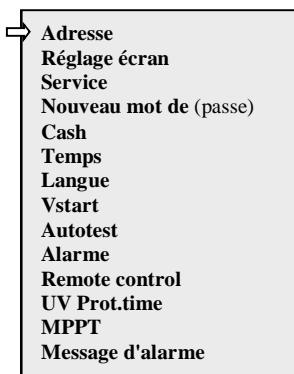 Adresse
Réglage écran
Service
Nouveau mot de (passe)
Cash
Temps
Langue
Vstart
Autotest
Alarme
Remote control
UV Prot.time
MPPT
Message d'alarme